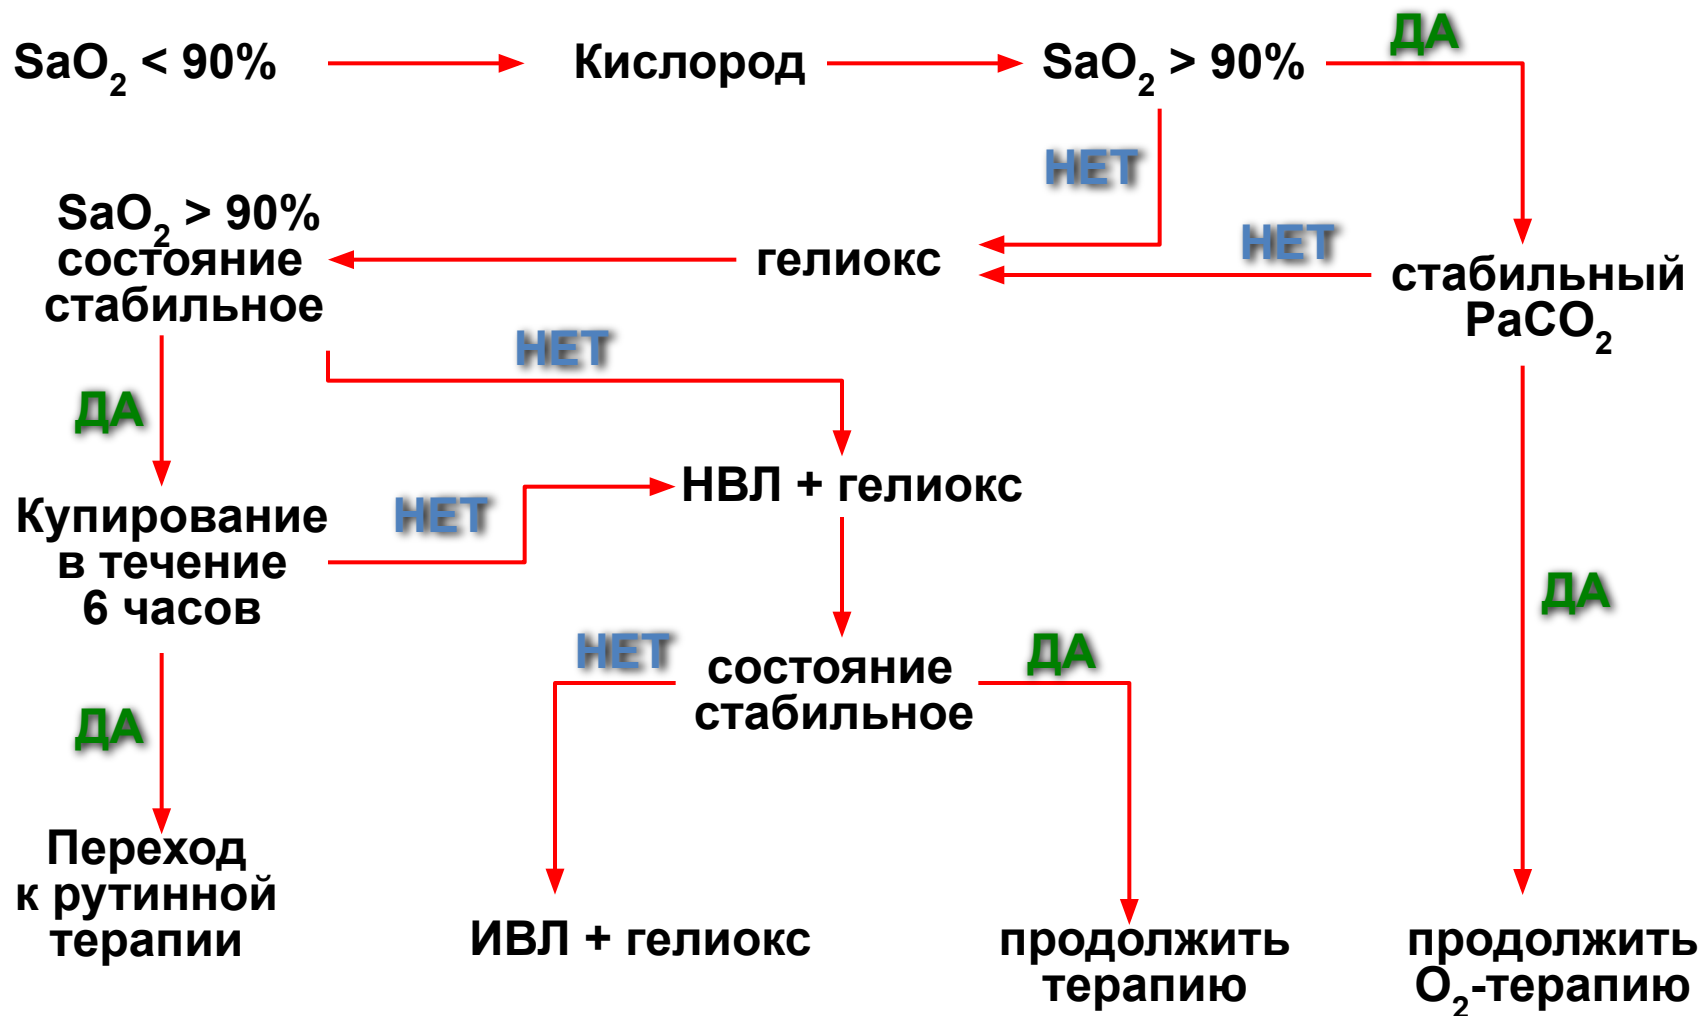 SaO2 < 90%
Кислород
SaO2 > 90%
ДА
НЕТ
SaO2 > 90%
состояние
стабильное
гелиокс
НЕТ
стабильный
PaCO2
НЕТ
ДА
НВЛ + гелиокс
Купирование
в течение
6 часов
НЕТ
ДА
НЕТ
состояние
стабильное
ДА
ДА
Переход
к рутинной
терапии
ИВЛ + гелиокс
продолжить
терапию
продолжить
O2-терапию